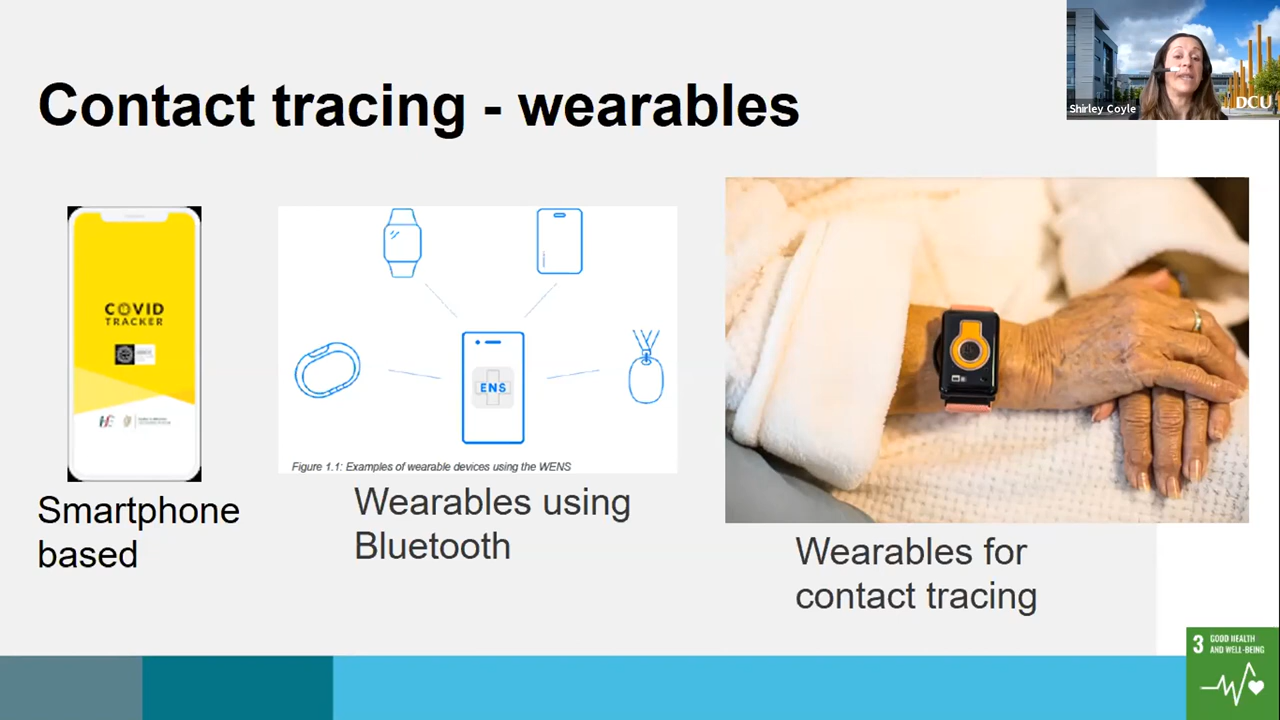 Contact tracing - wearables
Shirley Coyle
DCU
COVID
TRACKER
ENS
Figure 1.1: Examples of wearable devices using the WENS
Smartphone
based
Wearables using
Bluetooth
Wearables for
contact tracing
3 GOOD HEALTH
AND WELL-BEING